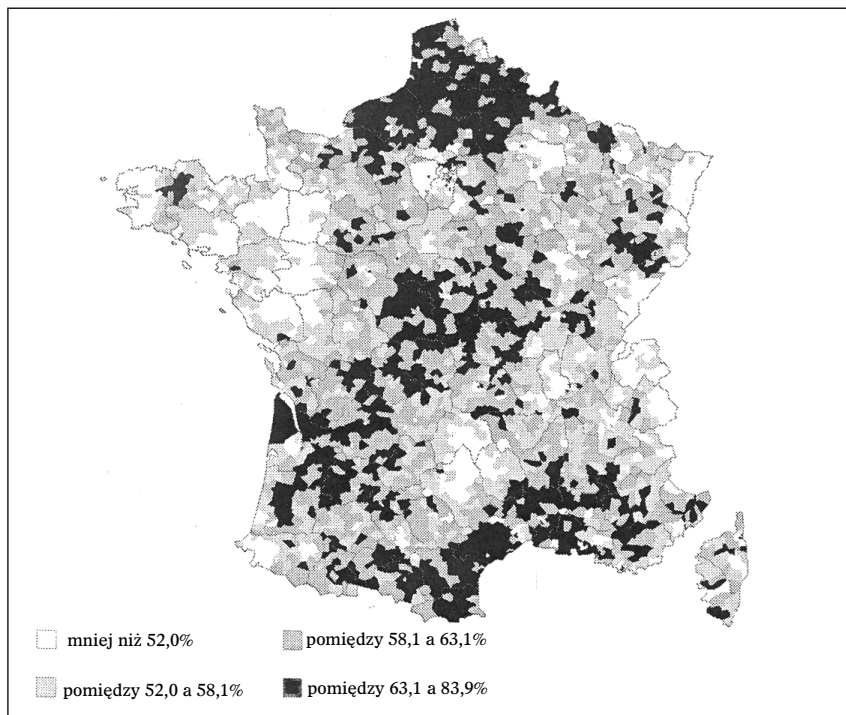 mniej niż 52,0%
pomiędzy 58,1 a 63,1%
pomiędzy 52,0 a 58,1%
pomiędzy 63,1 a 83,9%